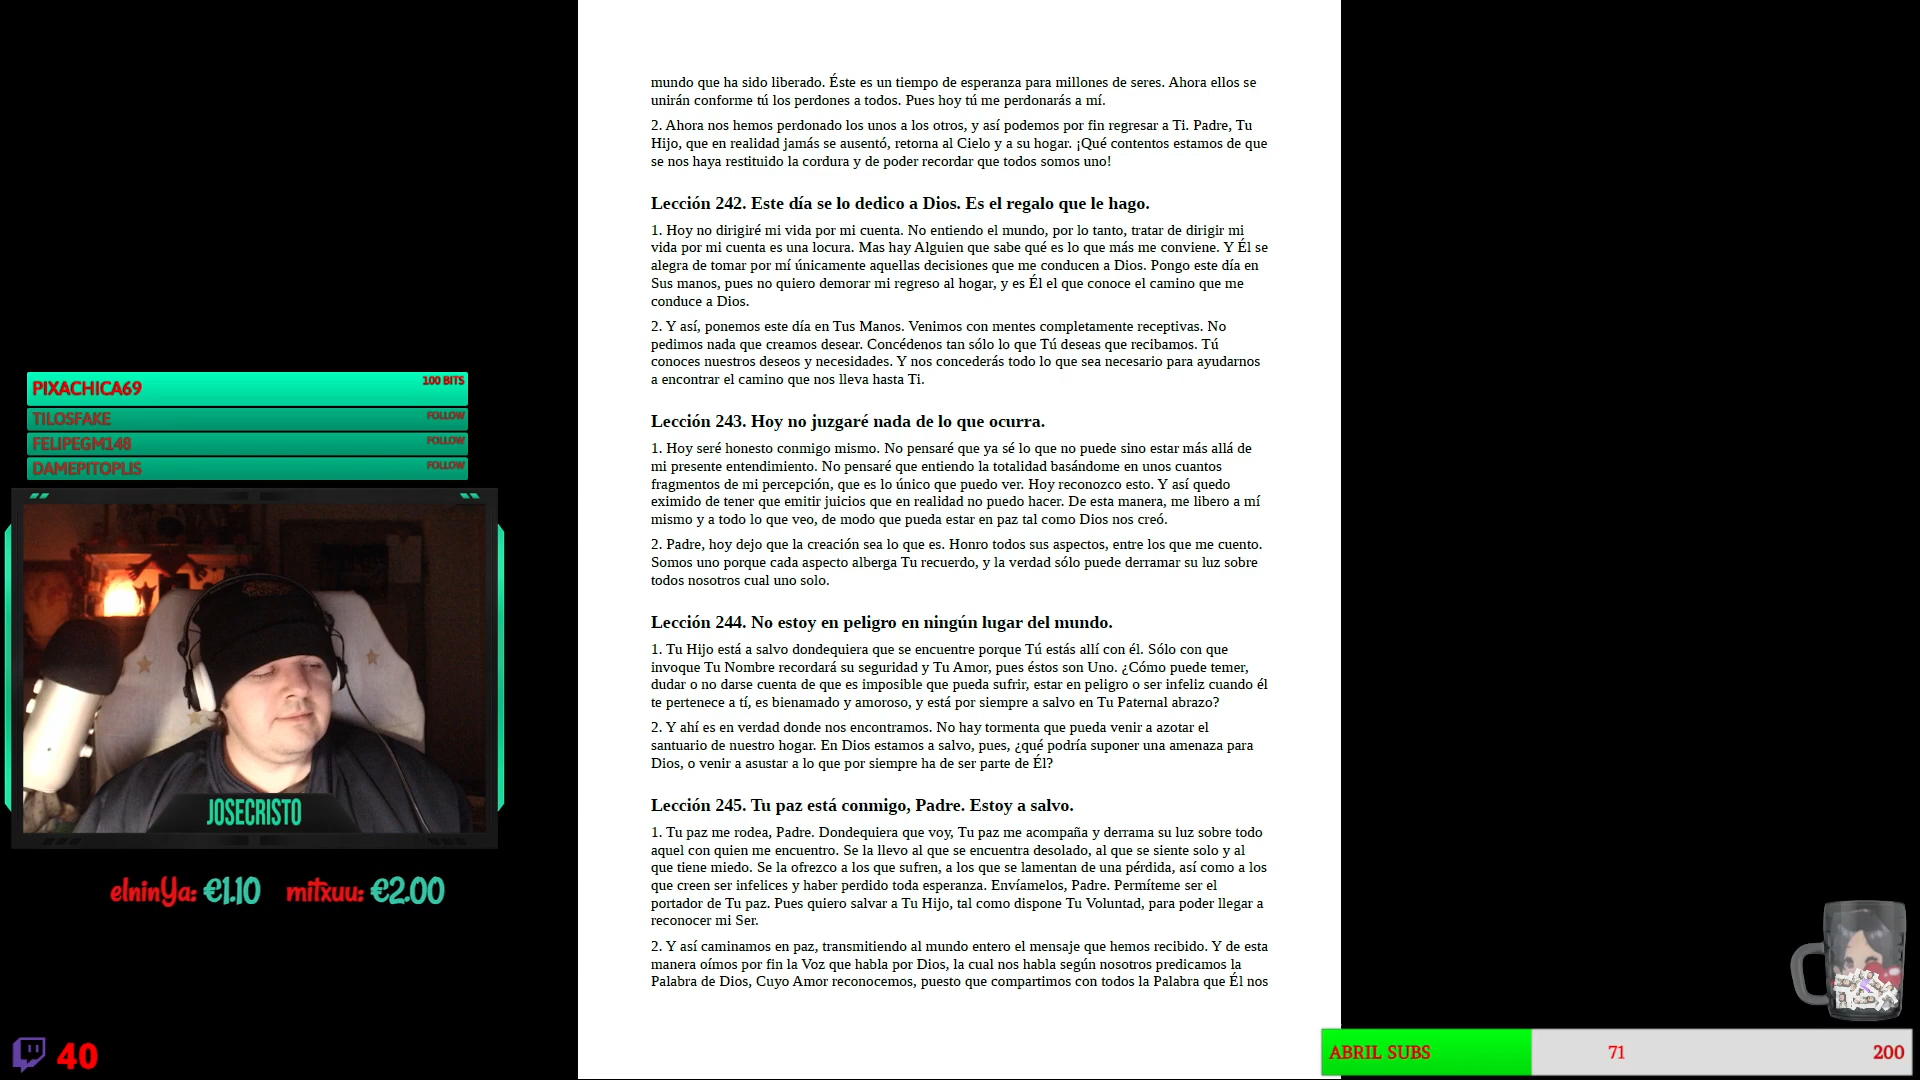 mundo que ha sido liberado. Éste es un tiempo de esperanza para millones de seres. Ahora ellos se
unirán conforme tú los perdones a todos. Pues hoy tú me perdonarás a mí.
2. Ahora nos hemos perdonado los unos a los otros, y así podemos por fin regresar a Ti. Padre, Tu
Hijo, que en realidad jamás se ausentó, retorna al Cielo y a su hogar. ¡Qué contentos estamos de que
se nos haya restituido la cordura y de poder recordar que todos somos uno!
Lección 242. Este día se lo dedico a Dios. Es el regalo que le hago.
1. Hoy no dirigiré mi vida por mi cuenta. No entiendo el mundo, por lo tanto, tratar de dirigir mi
vida por mi cuenta es una locura. Mas hay Alguien que sabe qué es lo que más me conviene. Y Él se
alegra de tomar por mí únicamente aquellas decisiones que me conducen a Dios. Pongo este día en
Sus manos, pues no quiero demorar mi regreso al hogar, y es Él el que conoce el camino que me
conduce a Dios.
2. Y así, ponemos este día en Tus Manos. Venimos con mentes completamente receptivas. No
pedimos nada que creamos desear. Concédenos tan sólo lo que Tú deseas que recibamos. Tú
conoces nuestros deseos y necesidades. Y nos concederás todo lo que sea necesario para ayudarnos
a encontrar el camino que nos lleva hasta Ti.
Lección 243. Hoy no juzgaré nada de lo que ocurra.
1. Hoy seré honesto conmigo mismo. No pensaré que ya sé lo que no puede sino estar más allá de
mi presente entendimiento. No pensaré que entiendo la totalidad basándome en unos cuantos
fragmentos de mi percepción, que es lo único que puedo ver. Hoy reconozco esto. Y así quedo
eximido de tener que emitir juicios que en realidad no puedo hacer. De esta manera, me libero a mí
mismo y a todo lo que veo, de modo que pueda estar en paz tal como Dios nos creó.
2. Padre, hoy dejo que la creación sea lo que es. Honro todos sus aspectos, entre los que me cuento.
Somos uno porque cada aspecto alberga Tu recuerdo, y la verdad sólo puede derramar su luz sobre
todos nosotros cual uno solo.
Lección 244. No estoy en peligro en ningún lugar del mundo.
1. Tu Hijo está a salvo dondequiera que se encuentre porque Tú estás allí con él. Sólo con que
invoque Tu Nombre recordará su seguridad y Tu Amor, pues éstos son Uno. ¿Cómo puede temer,
dudar o no darse cuenta de que es imposible que pueda sufrir, estar en peligro o ser infeliz cuando él
te pertenece a tí, es bienamado y amoroso, y está por siempre a salvo en Tu Paternal abrazo?
2. Y ahí es en verdad donde nos encontramos. No hay tormenta que pueda venir a azotar el
santuario de nuestro hogar. En Dios estamos a salvo, pues, ¿qué podría suponer una amenaza para
Dios, o venir a asustar a lo que por siempre ha de ser parte de Él?
Lección 245. Tu paz está conmigo, Padre. Estoy a salvo.
1. Tu paz me rodea, Padre. Dondequiera que voy, Tu paz me acompaña y derrama su luz sobre todo
aquel con quien me encuentro. Se la llevo al que se encuentra desolado, al que se siente solo y al
que tiene miedo. Se la ofrezco a los que sufren, a los que se lamentan de una pérdida, así como a los
que creen ser infelices y haber perdido toda esperanza. Envíamelos, Padre. Permíteme ser el
portador de Tu paz. Pues quiero salvar a Tu Hijo, tal como dispone Tu Voluntad, para poder llegar a
reconocer mi Ser.
2. Y así caminamos en paz, transmitiendo al mundo entero el mensaje que hemos recibido. Y de esta
manera oímos por fin la Voz que habla por Dios, la cual nos habla según nosotros predicamos la
Palabra de Dios, Cuyo Amor reconocemos, puesto que compartimos con todos la Palabra que Él nos
PIXACHICA69 100 BITS
TILOSFAKE FOLLOW
FELIPEGM148 FOLLOW
DAMEPITOPLIS FOLLOW
JOSECRISTO
elninYa: €1.10 mitxuu: €2.00
40
ABRIL SUBS 71 200